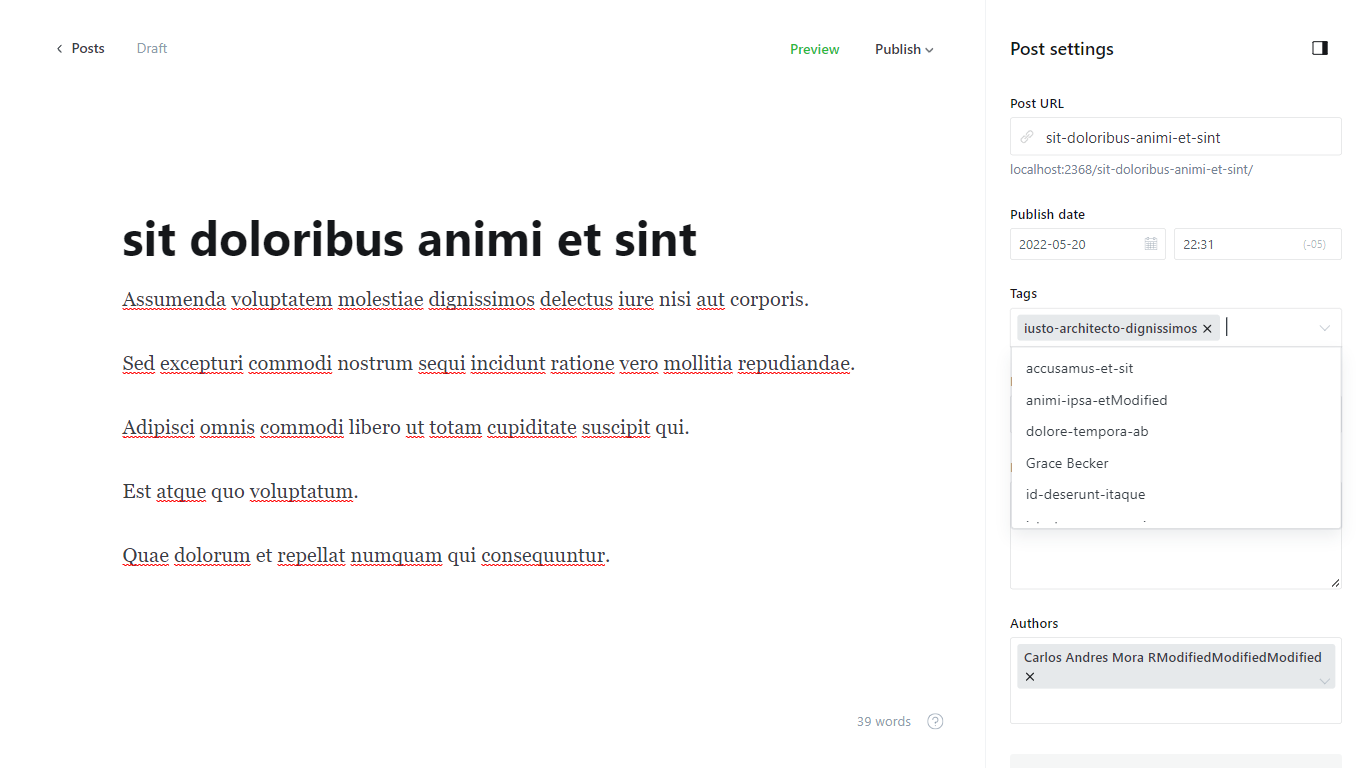 Posts
Draft
Preview
Publish
sit doloribus animi et sint
Assumenda voluptatem molestiae dignissimos delectus iure nisi aut corporis.
Sed excepturi commodi nostrum sequi incidunt ratione vero mollitia repudiandae.
Adipisci omnis commodi libero ut totam cupiditate suscipit qui.
Est atque quo voluptatum.
Quae dolorum et repellat numquam qui consequuntur.
39 words
?
Post settings
Post URL
sit-doloribus-animi-et-sint
localhost:2368/sit-doloribus-animi-et-sint/
Publish date
2022-05-20
22:31
(-05)
Tags
iusto-architecto-dignissimos ×
accusamus-et-sit
animi-ipsa-etModified
dolore-tempora-ab
Grace Becker
id-deserunt-itaque
Authors
Carlos Andres Mora RModifiedModifiedModified
×